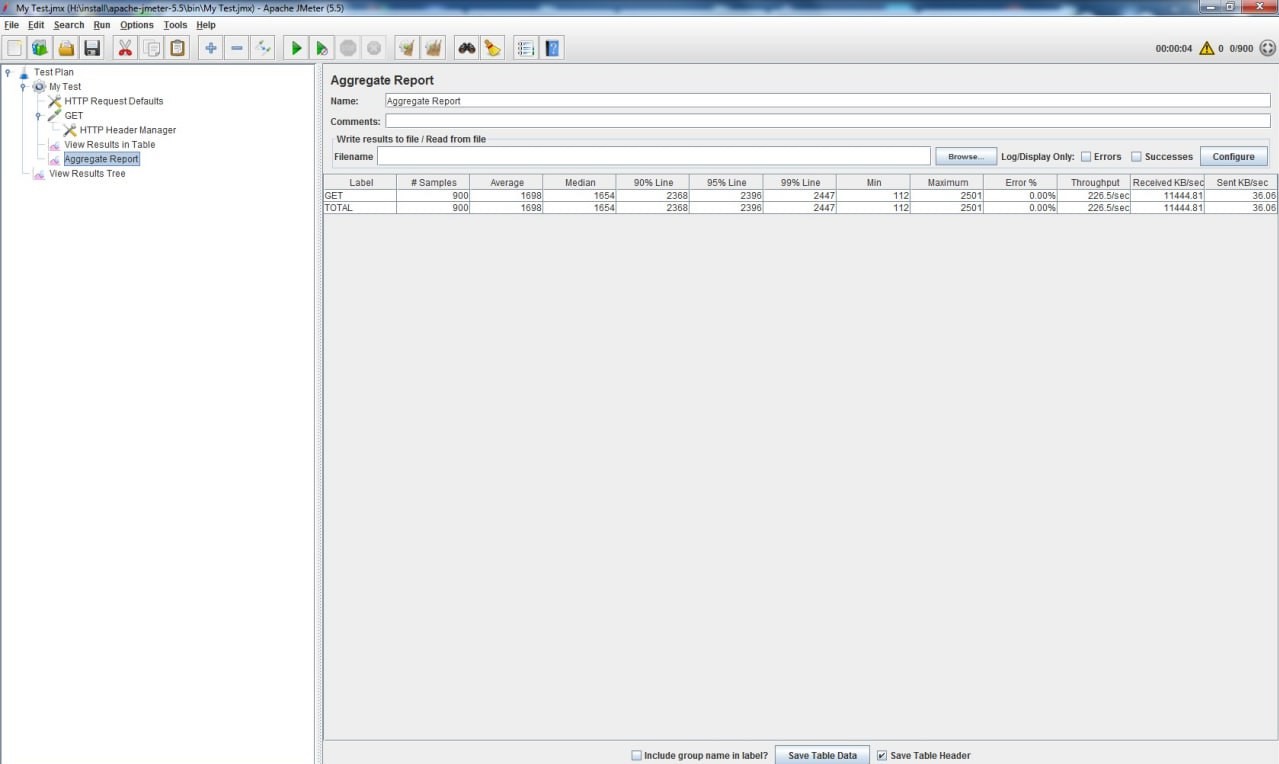 My Test.jmx (H:\install\apache-jmeter-5.5\bin\My Test.jmx) - Apache JMeter (5.5)
File Edit Search Run Options Tools Help
00:00:04 0 0/900
Test Plan
My Test
HTTP Request Defaults
GET
HTTP Header Manager
View Results in Table
Aggregate Report
View Results Tree
Aggregate Report
Name: Aggregate Report
Comments:
Write results to file / Read from file
Filename Browse... Log/Display Only: Errors Successes Configure
Label # Samples Average Median 90% Line 95% Line 99% Line Min Maximum Error % Throughput Received KB/sec Sent KB/sec
GET 900 1698 1654 2368 2396 2447 112 2501 0.00% 226.5/sec 11444.81 36.06
TOTAL 900 1698 1654 2368 2396 2447 112 2501 0.00% 226.5/sec 11444.81 36.06
Include group name in label? Save Table Data Save Table Header